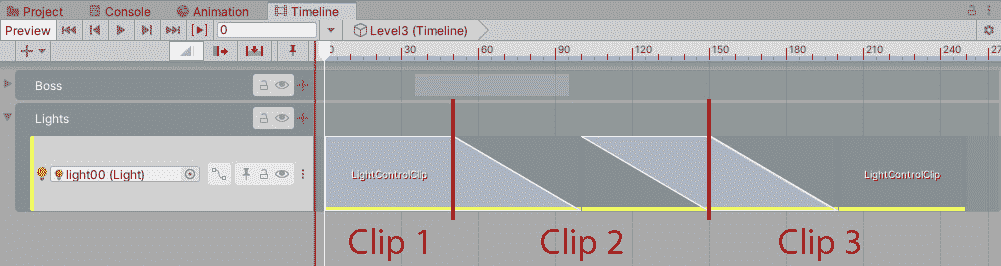 Project Console Animation Timeline
Preview 0 Level3 (Timeline)
0 30 60 90 120 150 180 210 240
Boss
Lights
light00 (Light) LightControlClip LightControlClip
Clip 1 Clip 2 Clip 3